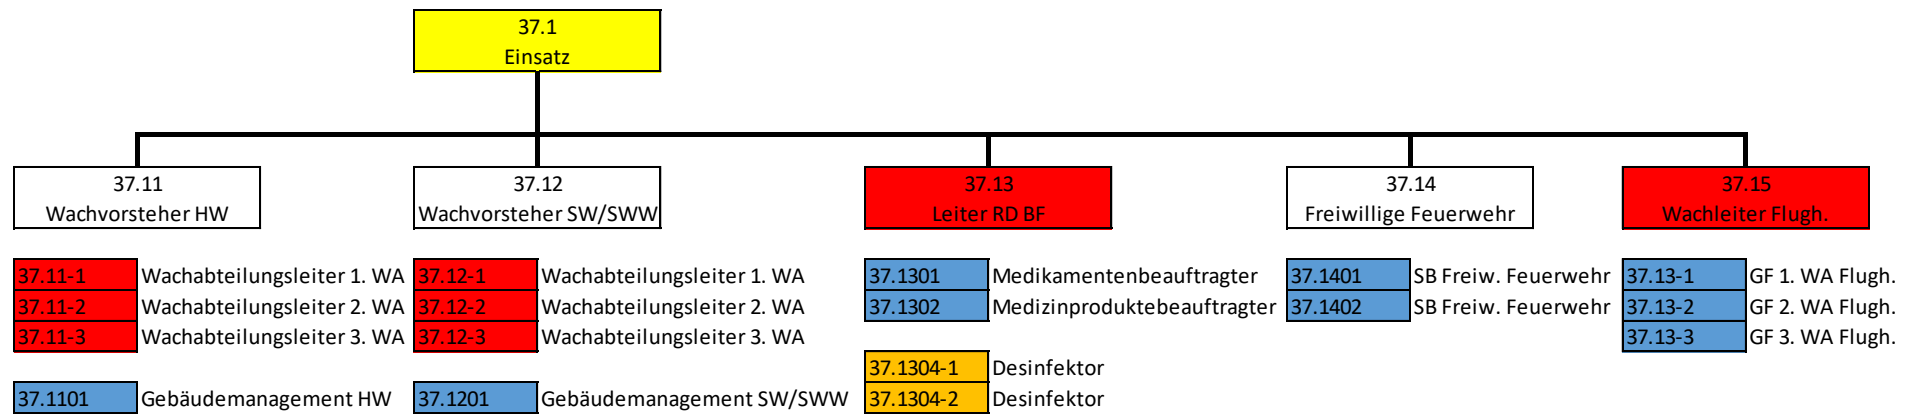 37.1
Einsatz
37.11
Wachvorsteher HW
37.12
Wachvorsteher SW/SWW
37.13
Leiter RD BF
37.14
Freiwillige Feuerwehr
37.15
Wachleiter Flugh.
37.11-1 Wachabteilungsleiter 1. WA
37.11-2 Wachabteilungsleiter 2. WA
37.11-3 Wachabteilungsleiter 3. WA
37.1101 Gebäudemanagement HW
37.12-1 Wachabteilungsleiter 1. WA
37.12-2 Wachabteilungsleiter 2. WA
37.12-3 Wachabteilungsleiter 3. WA
37.1201 Gebäudemanagement SW/SWW
37.1301 Medikamentenbeauftragter
37.1302 Medizinproduktebeauftragter
37.1304-1 Desinfektor
37.1304-2 Desinfektor
37.1401 SB Freiw. Feuerwehr
37.1402 SB Freiw. Feuerwehr
37.13-1 GF 1. WA Flugh.
37.13-2 GF 2. WA Flugh.
37.13-3 GF 3. WA Flugh.